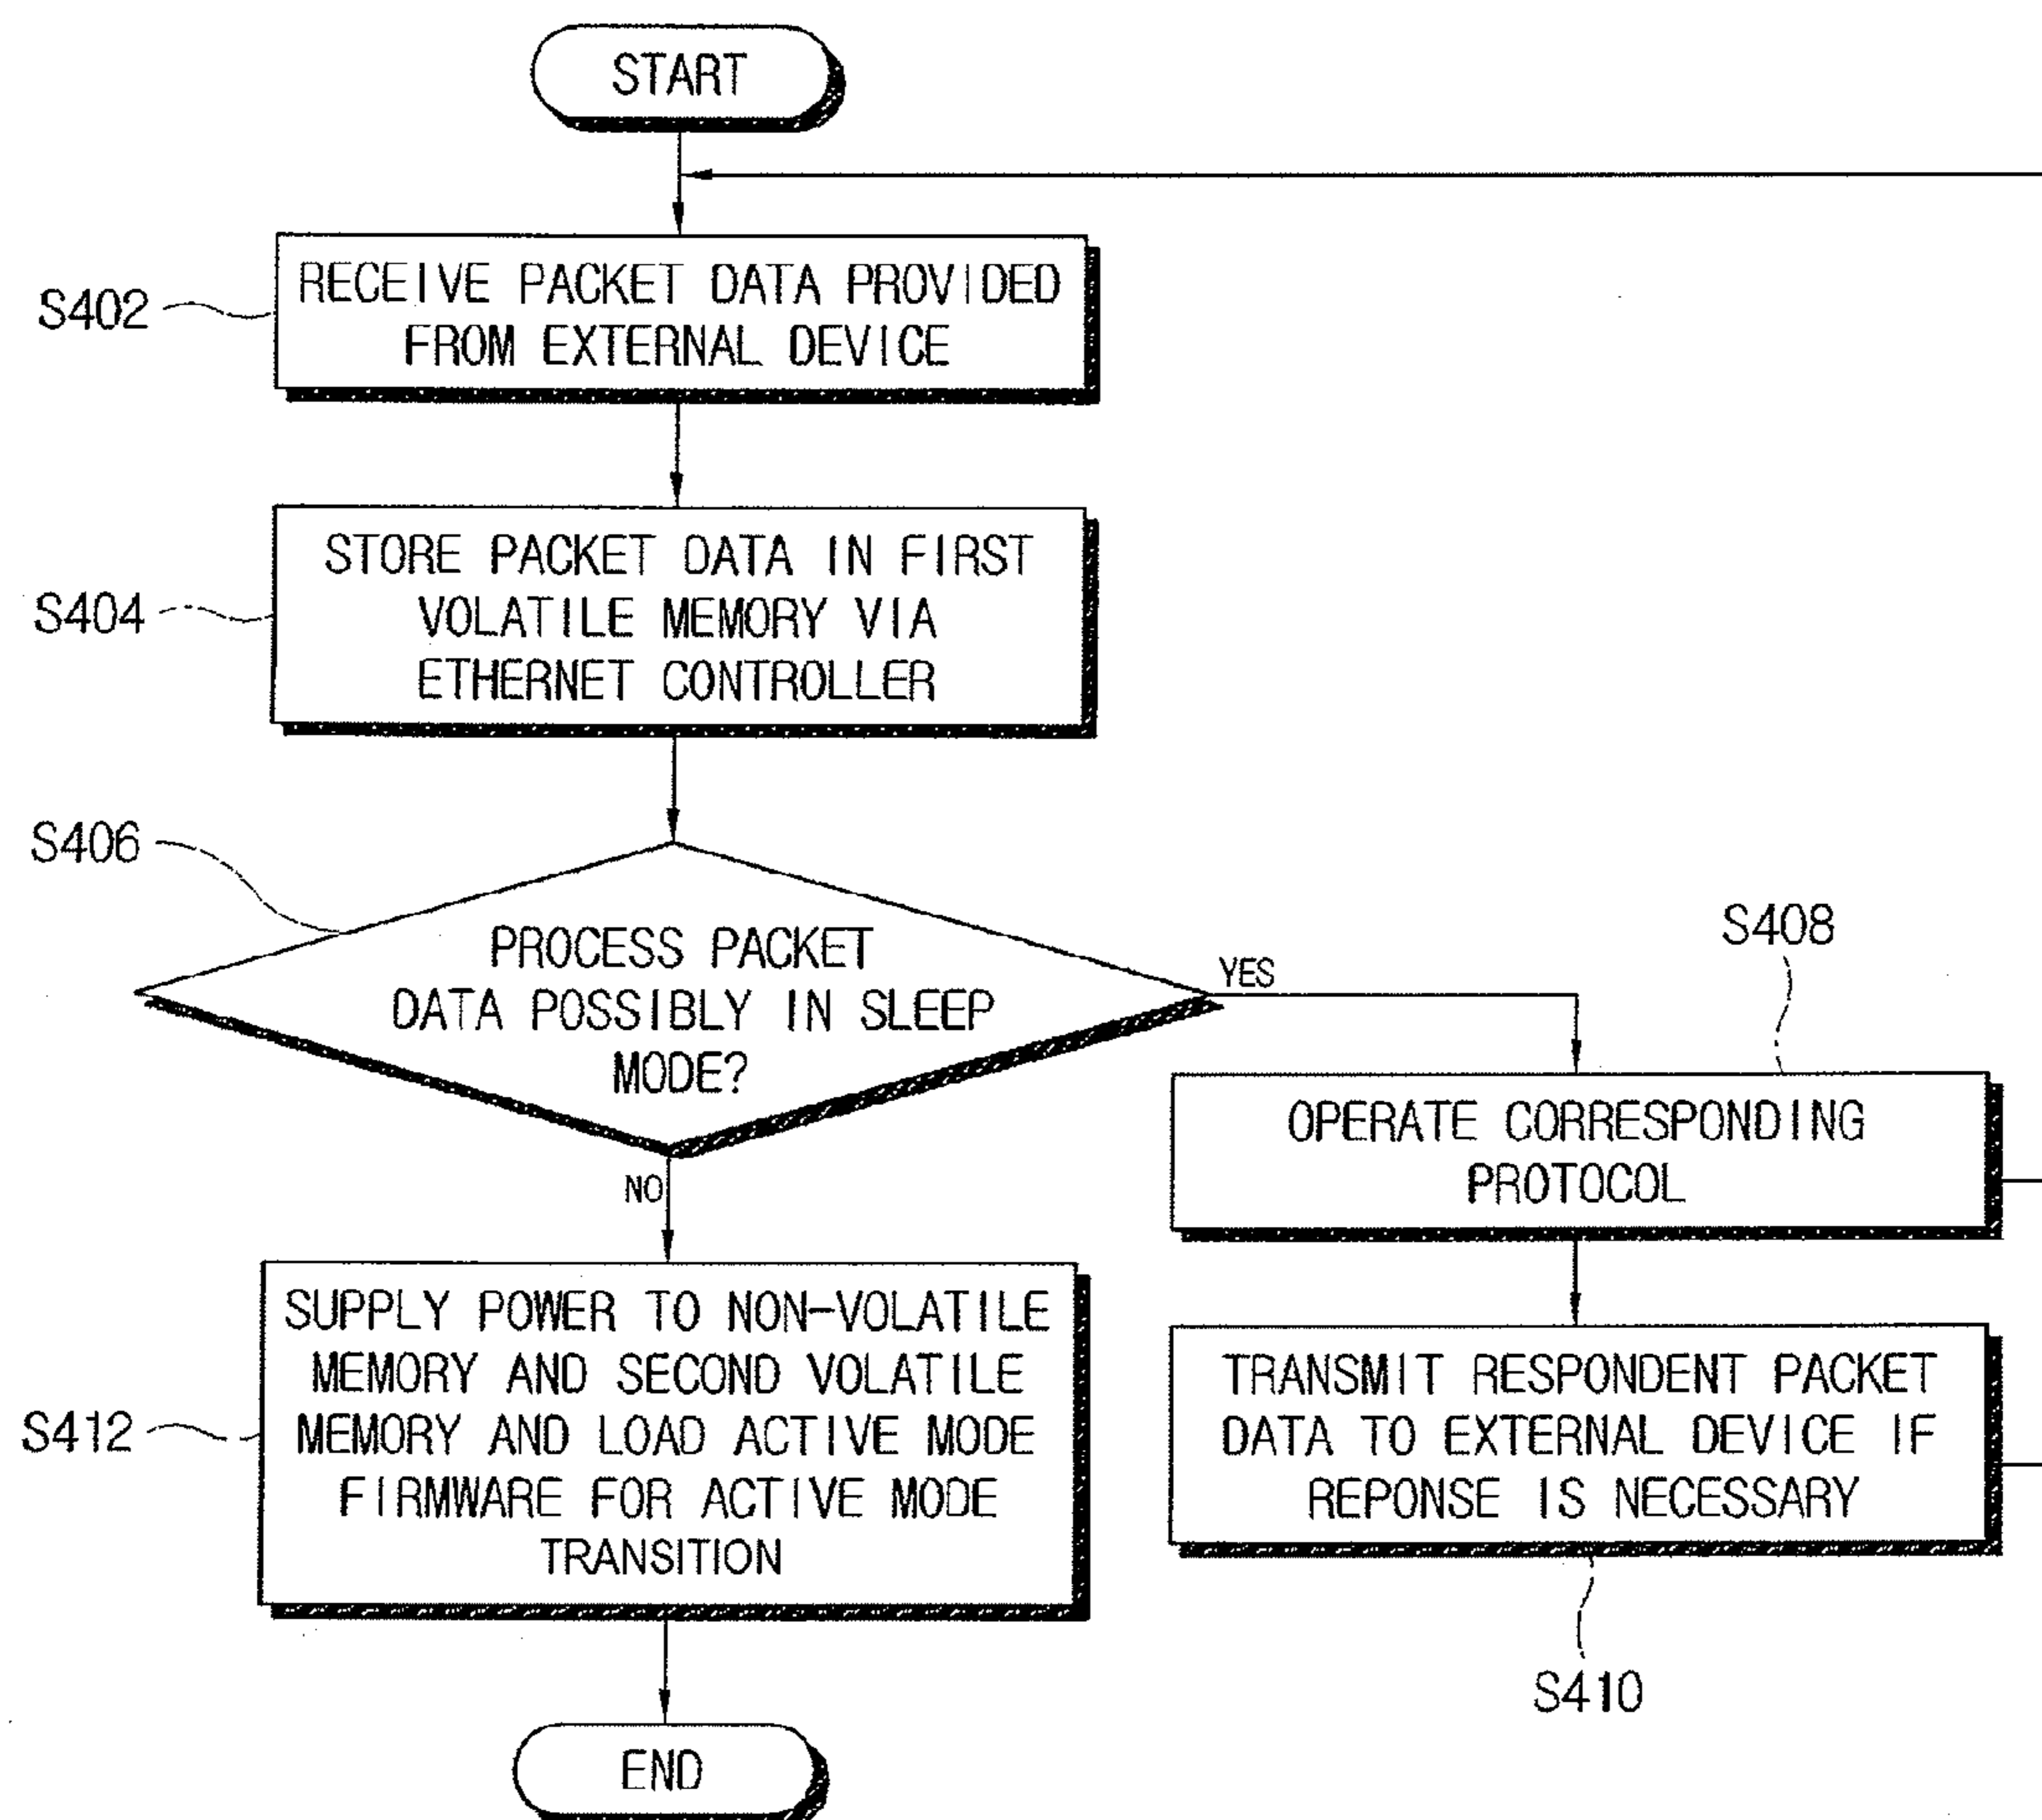 START
S402
RECEIVE PACKET DATA PROVIDED
FROM EXTERNAL DEVICE
S404
STORE PACKET DATA IN FIRST
VOLATILE MEMORY VIA
ETHERNET CONTROLLER
S406
PROCESS PACKET
DATA POSSIBLY IN SLEEP
MODE?
YES
NO
S408
OPERATE CORRESPONDING
PROTOCOL
S412
SUPPLY POWER TO NON-VOLATILE
MEMORY AND SECOND VOLATILE
MEMORY AND LOAD ACTIVE MODE
FIRMWARE FOR ACTIVE MODE
TRANSITION
TRANSMIT RESPONDENT PACKET
DATA TO EXTERNAL DEVICE IF
REPONSE IS NECESSARY
S410
END